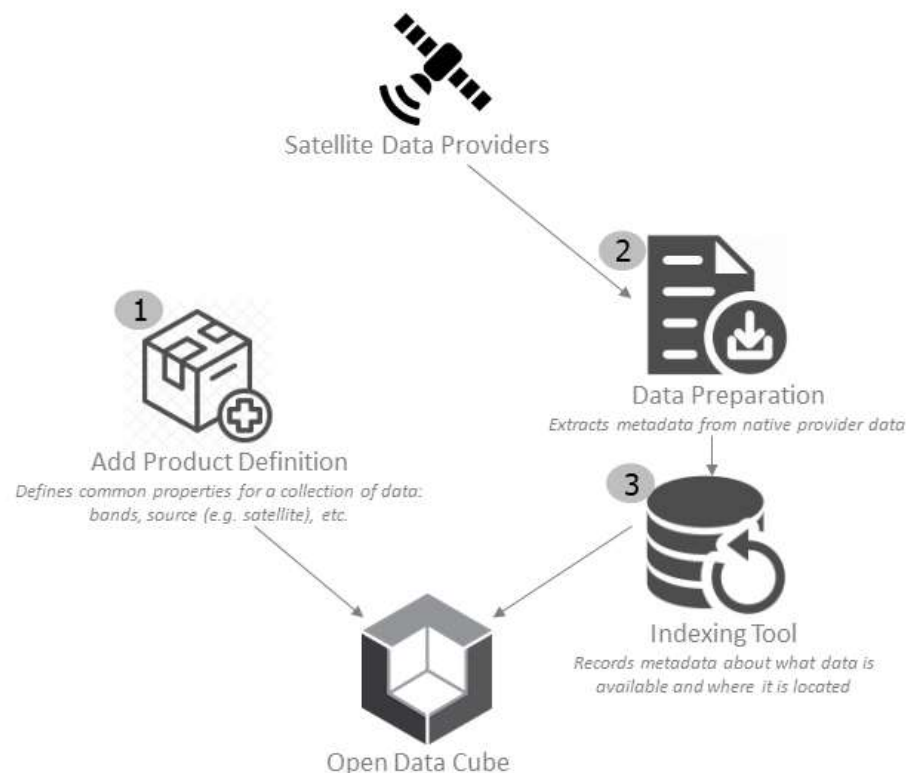 Satellite Data Providers
2
Data Preparation
Extracts metadata from native provider data
1
Add Product Definition
Defines common properties for a collection of data:
bands, source (e.g. satellite), etc.
3
Indexing Tool
Records metadata about what data is
available and where it is located
Open Data Cube